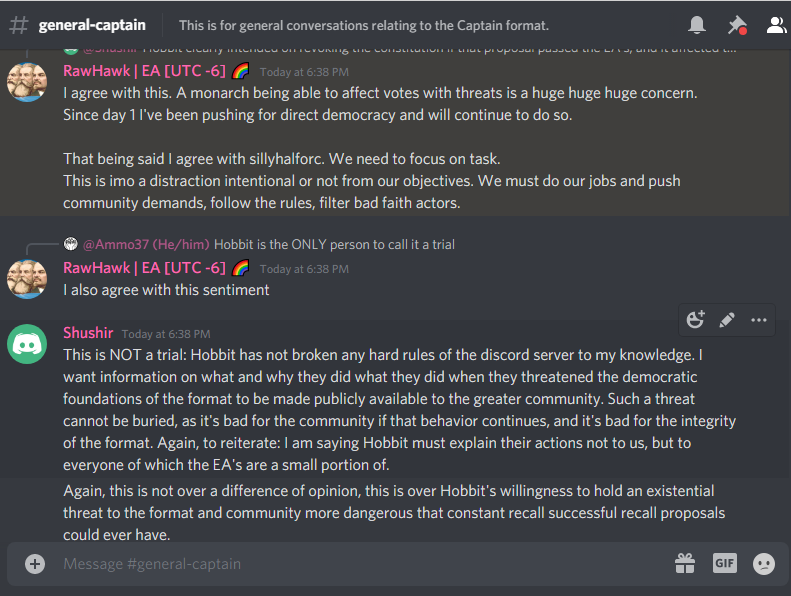 # general-captain This is for general conversations relating to the Captain format.
@Shushir Hobbit clearly intended on revoking the constitution if that proposal passed the EA's, and it affected t...
RawHawk | EA [UTC -6] 🌈 Today at 6:38 PM
I agree with this. A monarch being able to affect votes with threats is a huge huge huge concern.
Since day 1 I've been pushing for direct democracy and will continue to do so.
That being said I agree with sillyhalforc. We need to focus on task.
This is imo a distraction intentional or not from our objectives. We must do our jobs and push
community demands, follow the rules, filter bad faith actors.
@Ammo37 (He/him) Hobbit is the ONLY person to call it a trial
RawHawk | EA [UTC -6] 🌈 Today at 6:38 PM
I also agree with this sentiment
Shushir Today at 6:38 PM
This is NOT a trial: Hobbit has not broken any hard rules of the discord server to my knowledge. I
want information on what and why they did what they did when they threatened the democratic
foundations of the format to be made publicly available to the greater community. Such a threat
cannot be buried, as it's bad for the community if that behavior continues, and it's bad for the integrity
of the format. Again, to reiterate: I am saying Hobbit must explain their actions not to us, but to
everyone of which the EA's are a small portion of.
Again, this is not over a difference of opinion, this is over Hobbit's willingness to hold an existential
threat to the format and community more dangerous that constant recall successful recall proposals
could ever have.
Message #general-captain
GIF